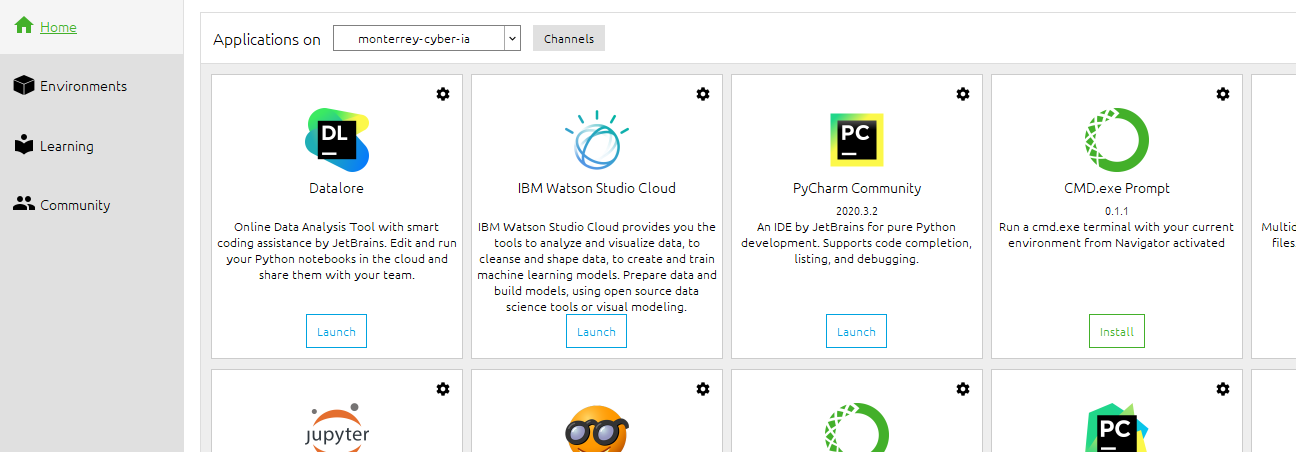 Home
Applications on monterrey-cyber-ia Channels
Environments
Learning
Community
DL
Datalore
Online Data Analysis Tool with smart
coding assistance by JetBrains. Edit and run
your Python notebooks in the cloud and
share them with your team.
Launch
IBM Watson Studio Cloud
IBM Watson Studio Cloud provides you the
tools to analyze and visualize data, to
cleanse and shape data, to create and train
machine learning models. Prepare data and
build models, using open source data
science tools or visual modeling.
Launch
PC
PyCharm Community
2020.3.2
An IDE by JetBrains for pure Python
development. Supports code completion,
listing, and debugging.
Launch
CMD.exe Prompt
0.1.1
Run a cmd.exe terminal with your current
environment from Navigator activated
Install
files
jupyter
PC